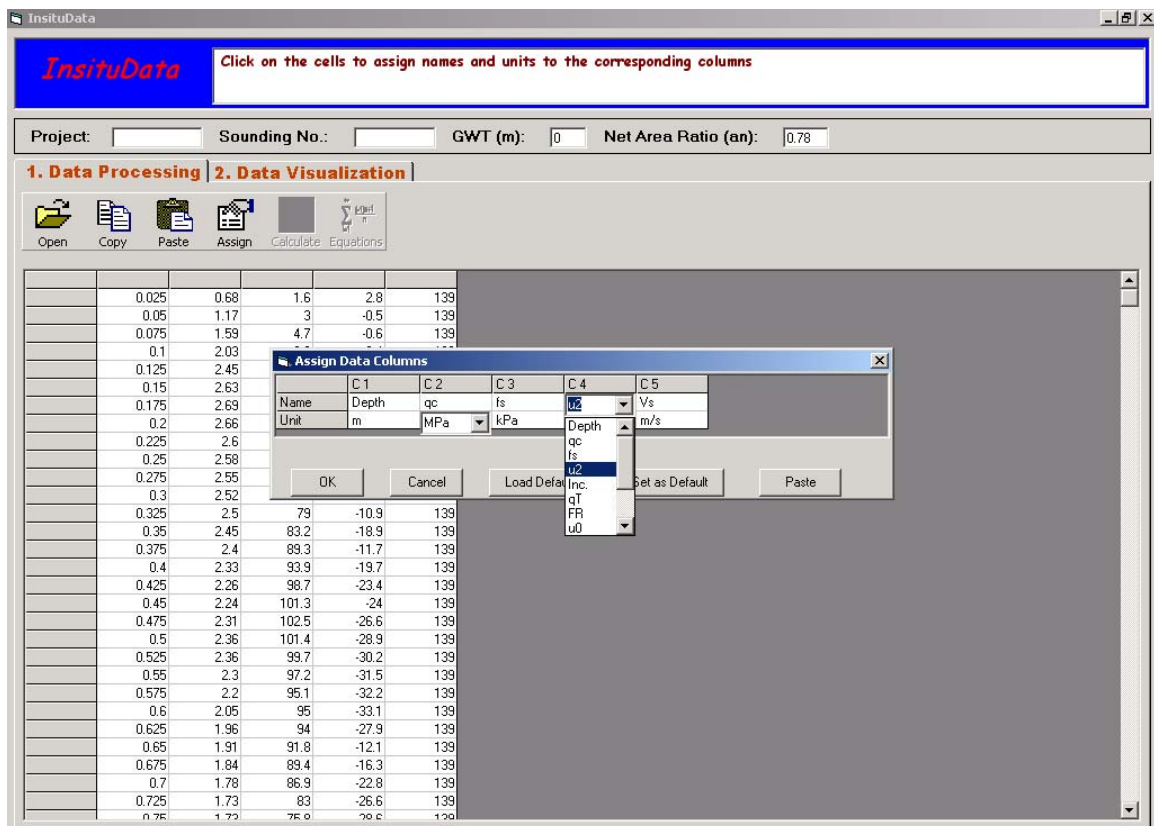 InsituData
InsituData
Click on the cells to assign names and units to the corresponding columns
Project: Sounding No.: GWT (m): 0 Net Area Ratio (an): 0.78
1. Data Processing 2. Data Visualization
Open Copy Paste Assign Calculate Equations
0.025 0.68 1.6 2.8 139
0.05 1.17 3 -0.5 139
0.075 1.59 4.7 -0.6 139
0.1 2.03
0.125 2.45
0.15 2.63
0.175 2.69
0.2 2.66
0.225 2.6
0.25 2.58
0.275 2.55
0.3 2.52
Assign Data Columns
C 1 C 2 C 3 C 4 C 5
Name Depth qc fs u2 Vs
Unit m MPa kPa m/s
Depth
qc
fs
u2
Inc.
qT
FR
u0
OK Cancel Load Defau Set as Default Paste
0.325 2.5 79 -10.9 139
0.35 2.45 83.2 -18.9 139
0.375 2.4 89.3 -11.7 139
0.4 2.33 93.9 -19.7 139
0.425 2.26 98.7 -23.4 139
0.45 2.24 101.3 -24 139
0.475 2.31 102.5 -26.6 139
0.5 2.36 101.4 -28.9 139
0.525 2.36 99.7 -30.2 139
0.55 2.3 97.2 -31.5 139
0.575 2.2 95.1 -32.2 139
0.6 2.05 95 -33.1 139
0.625 1.96 94 -27.9 139
0.65 1.91 91.8 -12.1 139
0.675 1.84 89.4 -16.3 139
0.7 1.78 86.9 -22.8 139
0.725 1.73 83 -26.6 139
0.75 1.72